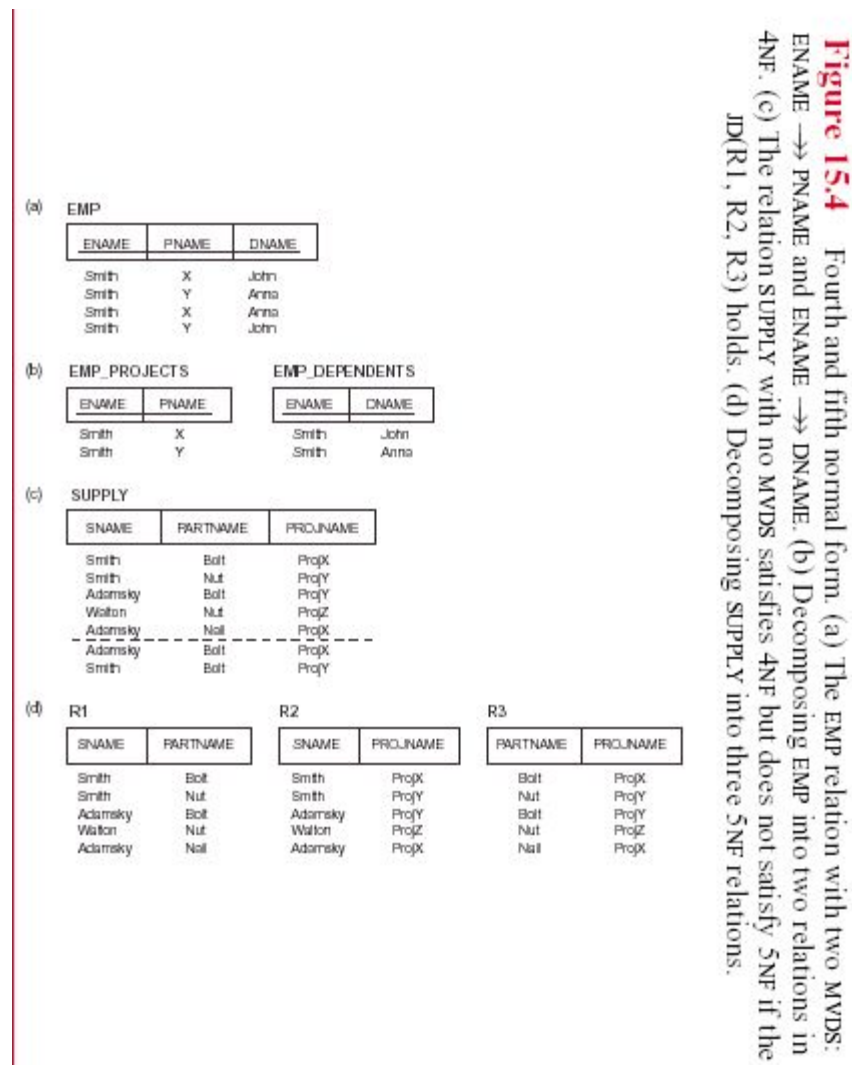 Figure 15.4 Fourth and fifth normal form. (a) The EMP relation with two MVDS:
ENAME →→ PNAME and ENAME →→ DNAME. (b) Decomposing EMP into two relations in
4NF. (c) The relation SUPPLY with no MVDS satisfies 4NF but does not satisfy 5NF if the
JD(R1, R2, R3) holds. (d) Decomposing SUPPLY into three 5NF relations.
(a) EMP
ENAME PNAME DNAME
Smith X John
Smith Y Anna
Smith X Anna
Smith Y John
(b) EMP_PROJECTS EMP_DEPENDENTS
ENAME PNAME ENAME DNAME
Smith X Smith John
Smith Y Smith Anna
(c) SUPPLY
SNAME PARTNAME PROJNAME
Smith Bolt ProjX
Smith Nut ProjY
Adamsky Bolt ProjY
Walton Nut ProjZ
Adamsky Nail ProjX
Adamsky Bolt ProjX
Smith Bolt ProjY
(d) R1 R2 R3
SNAME PARTNAME SNAME PROJNAME PARTNAME PROJNAME
Smith Bolt Smith ProjX Bolt ProjX
Smith Nut Smith ProjY Nut ProjY
Adamsky Bolt Adamsky ProjY Bolt ProjY
Walton Nut Walton ProjZ Nut ProjZ
Adamsky Nail Adamsky ProjX Nail ProjX